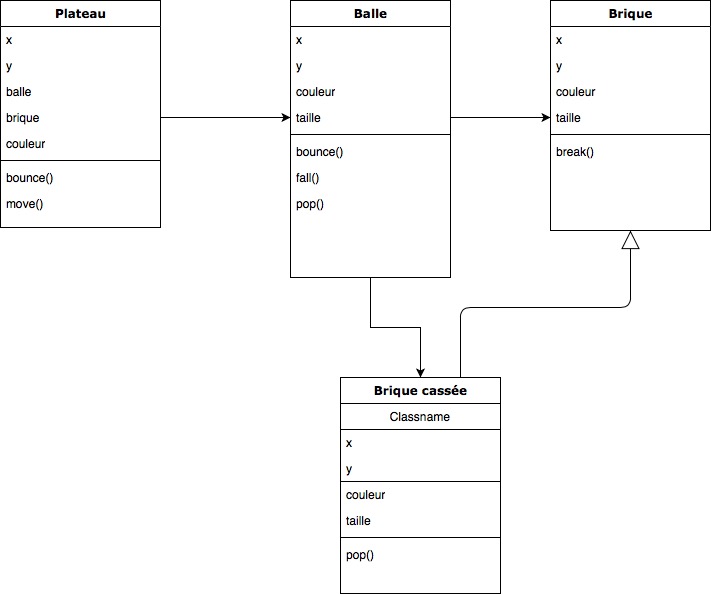 Plateau
x
y
balle
brique
couleur
bounce()
move()
Balle
x
y
couleur
taille
bounce()
fall()
pop()
Brique
x
y
couleur
taille
break()
Brique cassée
Classname
x
y
couleur
taille
pop()